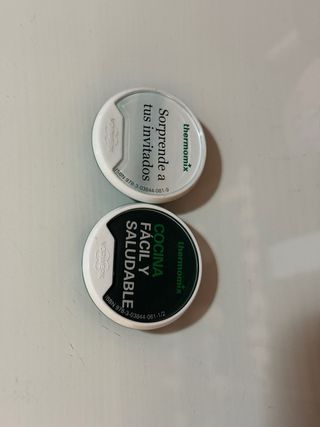 thermomix
Sorprende a
tus invitados
thermomix
COCINA
FÁCIL Y
SALUDABLE